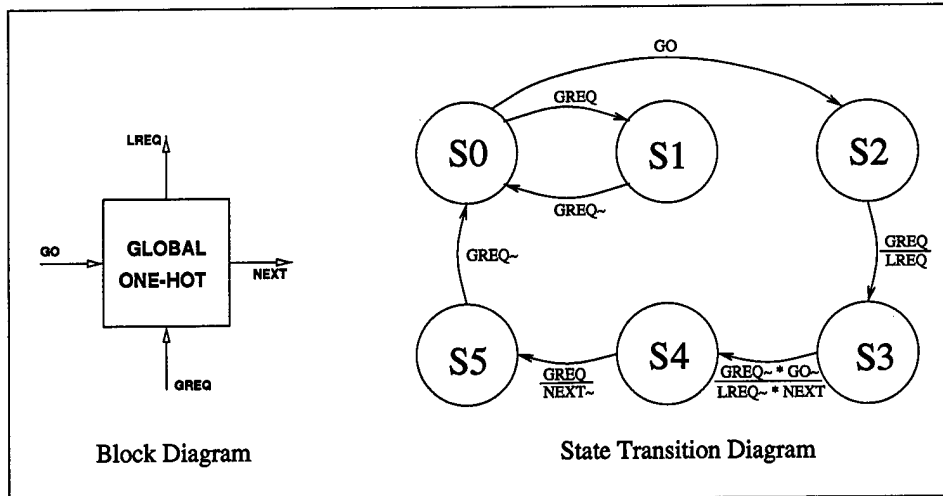 GO
GREQ
LREQ
S0
S1
S2
GREQ~
GLOBAL
ONE-HOT
GO
NEXT
GREQ~
GREQ
LREQ
S5
S4
S3
GREQ
NEXT~
GREQ~ * GO~
LREQ~ * NEXT
GREQ
Block Diagram
State Transition Diagram